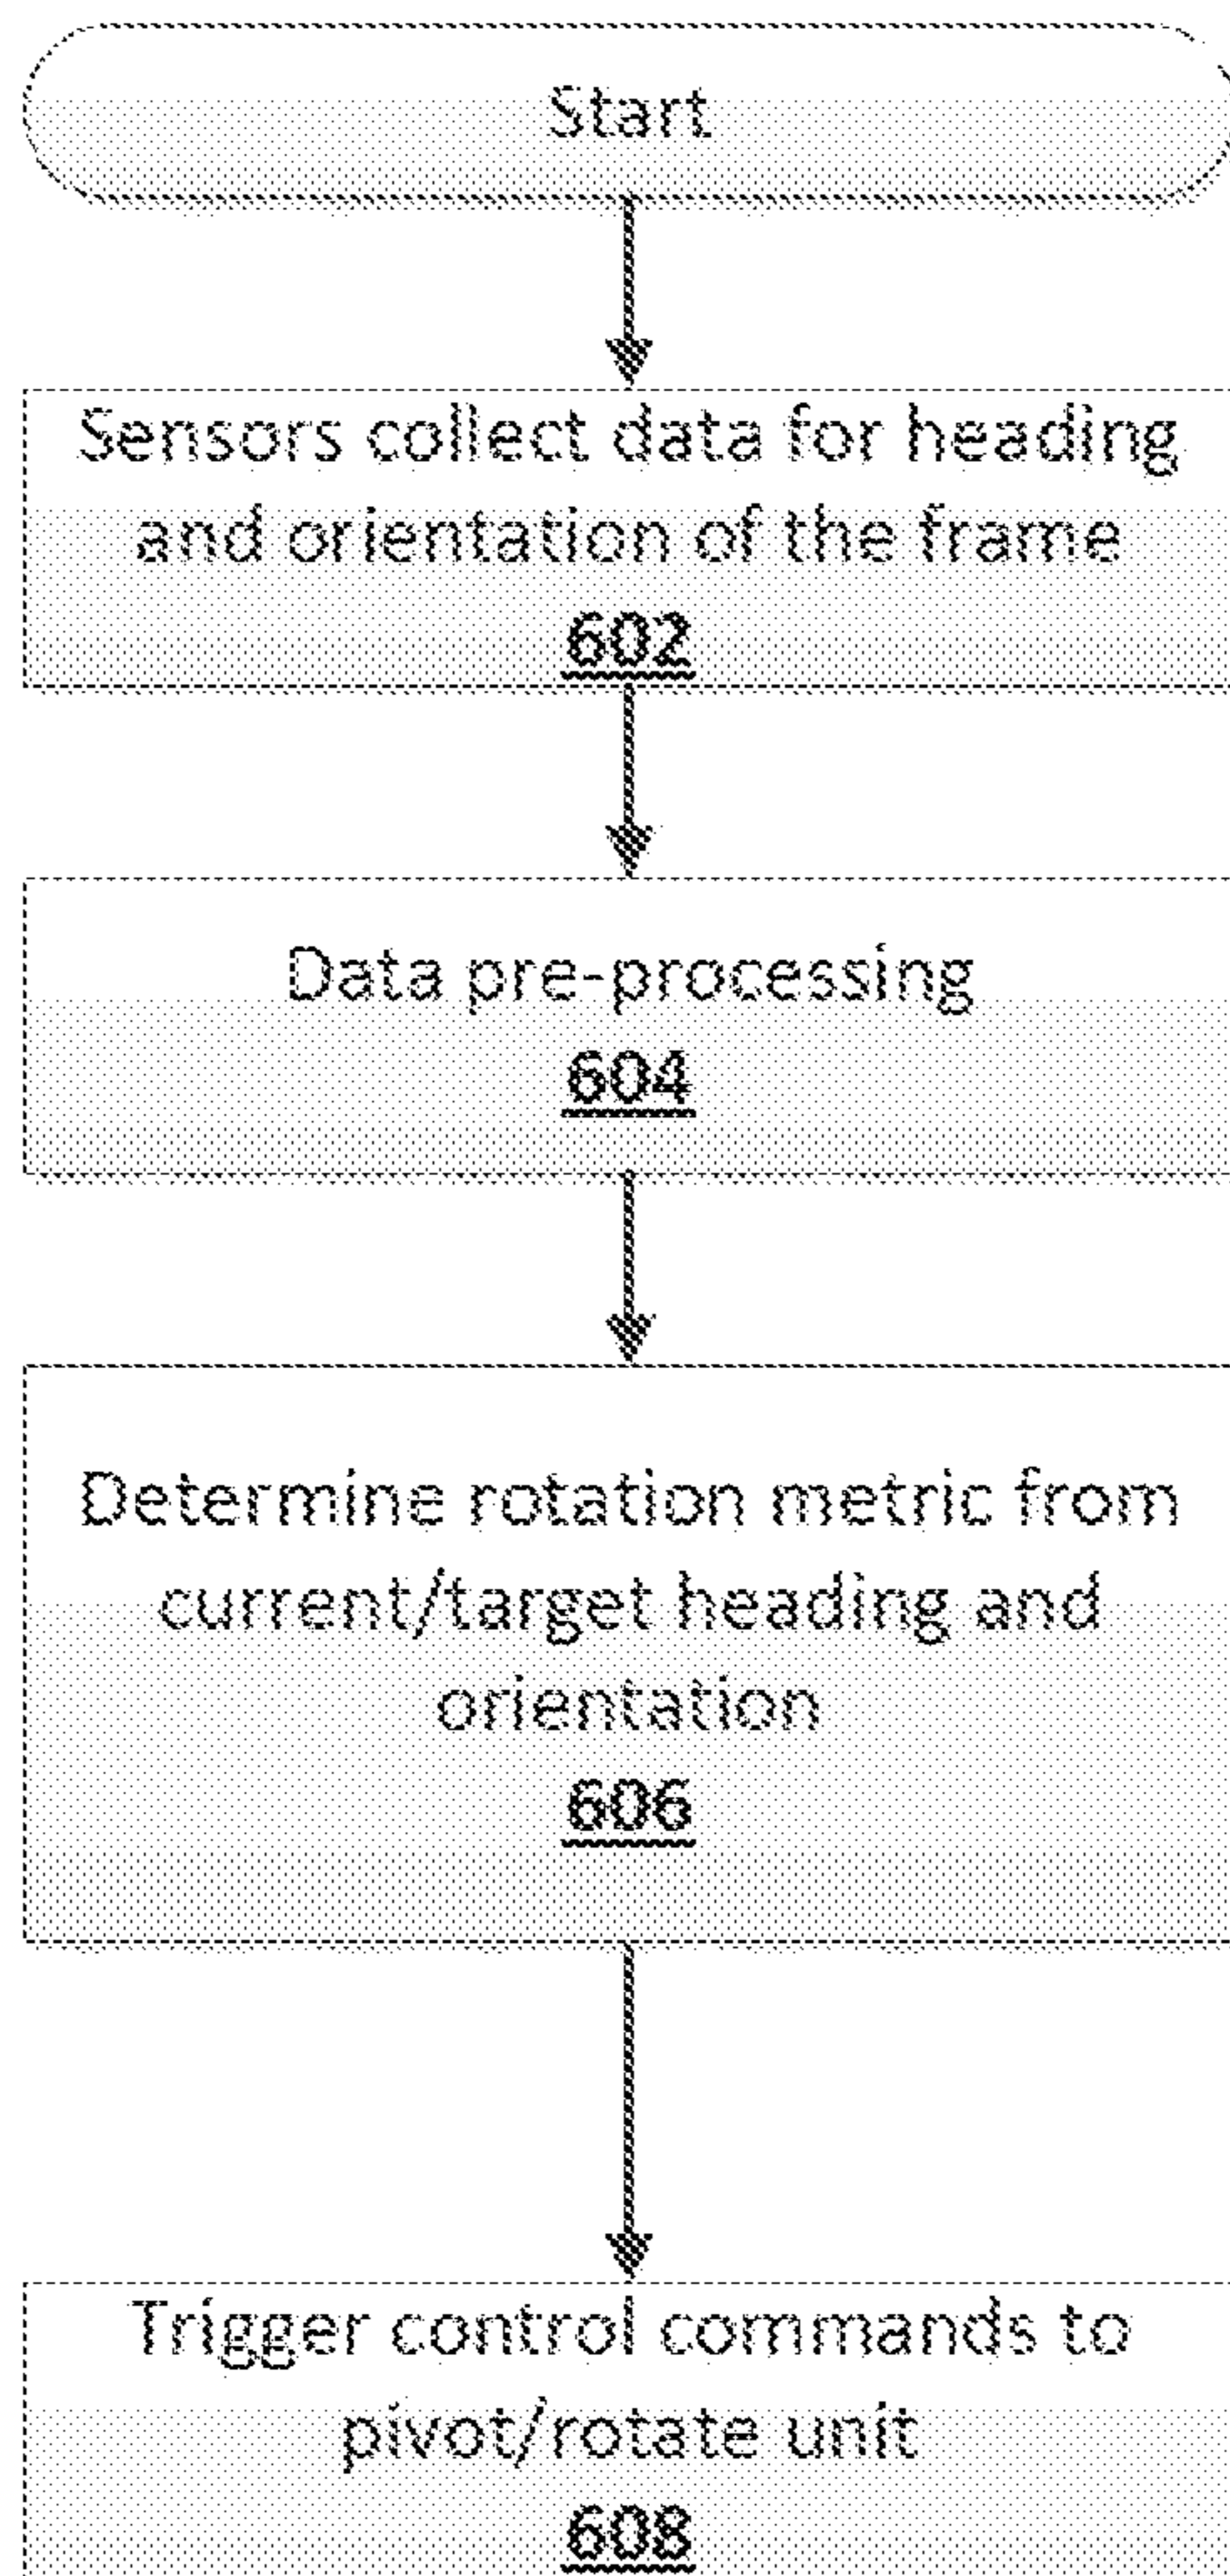 Start
Sensors collect data for heading
and orientation of the frame
602
Data pre-processing
604
Determine rotation metric from
current/target heading and
orientation
606
Trigger control commands to
pivot/rotate unit
608